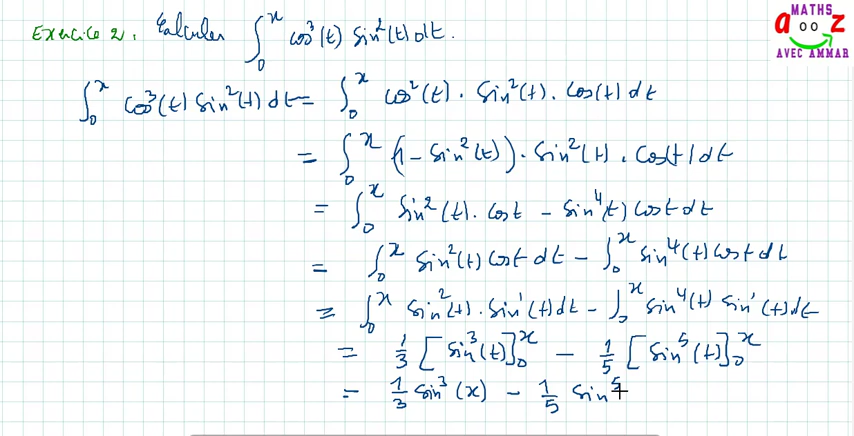 Exercice 2 : Calculer ∫₀ˣ cos³(t) sin²(t) dt.
MATHS
a z
AVEC AMMAR
∫₀ˣ cos³(t) sin²(t) dt = ∫₀ˣ cos²(t) . sin²(t). cos(t) dt
= ∫₀ˣ (1 - sin²(t)) . sin²(t) . cos(t) dt
= ∫₀ˣ sin²(t). cos t - sin⁴(t) cos t dt
= ∫₀ˣ sin²(t) cos t dt - ∫₀ˣ sin⁴(t) cos t dt
= ∫₀ˣ sin²(t) . sin'(t) dt - ∫₀ˣ sin⁴(t) sin'(t) dt
= 1/3 [sin³(t)]₀ˣ - 1/5 [sin⁵(t)]₀ˣ
= 1/3 sin³(x) - 1/5 sin⁵